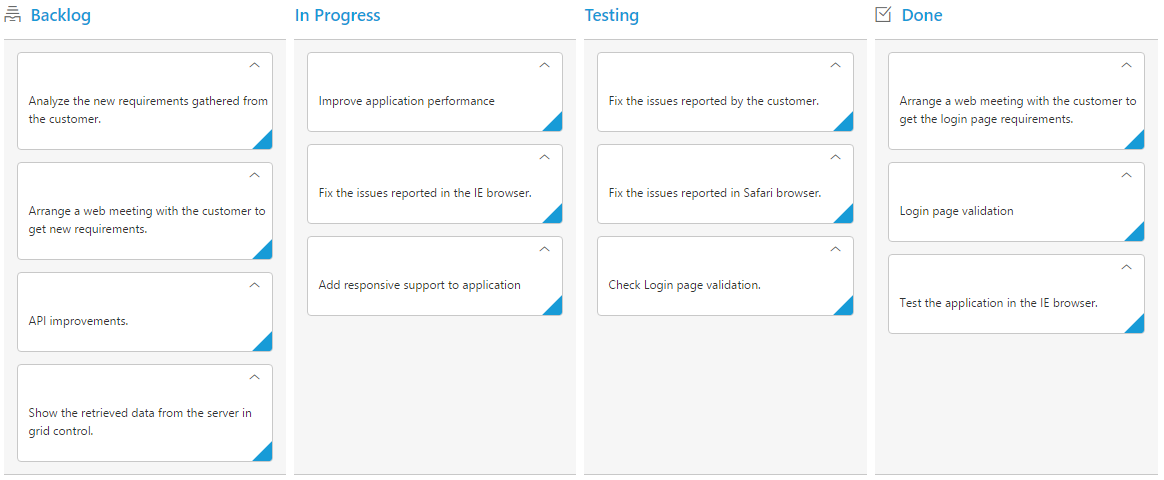 Backlog
Analyze the new requirements gathered from
the customer.
Arrange a web meeting with the customer to
get new requirements.
API improvements.
Show the retrieved data from the server in
grid control.
In Progress
Improve application performance
Fix the issues reported in the IE browser.
Add responsive support to application
Testing
Fix the issues reported by the customer.
Fix the issues reported in Safari browser.
Check Login page validation.
Done
Arrange a web meeting with the customer to
get the login page requirements.
Login page validation
Test the application in the IE browser.